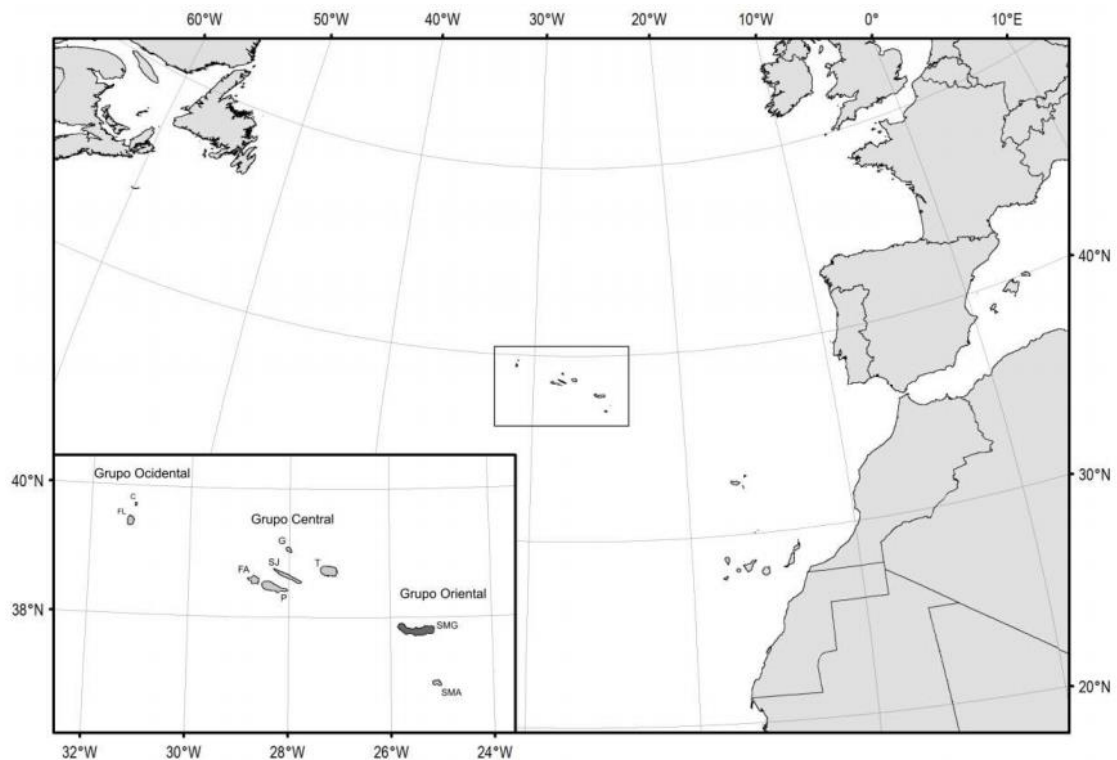 60°W 50°W 40°W 30°W 20°W 10°W 0° 10°E
40°N
30°N
20°N
40°N
38°N
Grupo Ocidental
C
FL
Grupo Central
G
SJ
T
FA
P
Grupo Oriental
SMG
SMA
32°W 30°W 28°W 26°W 24°W